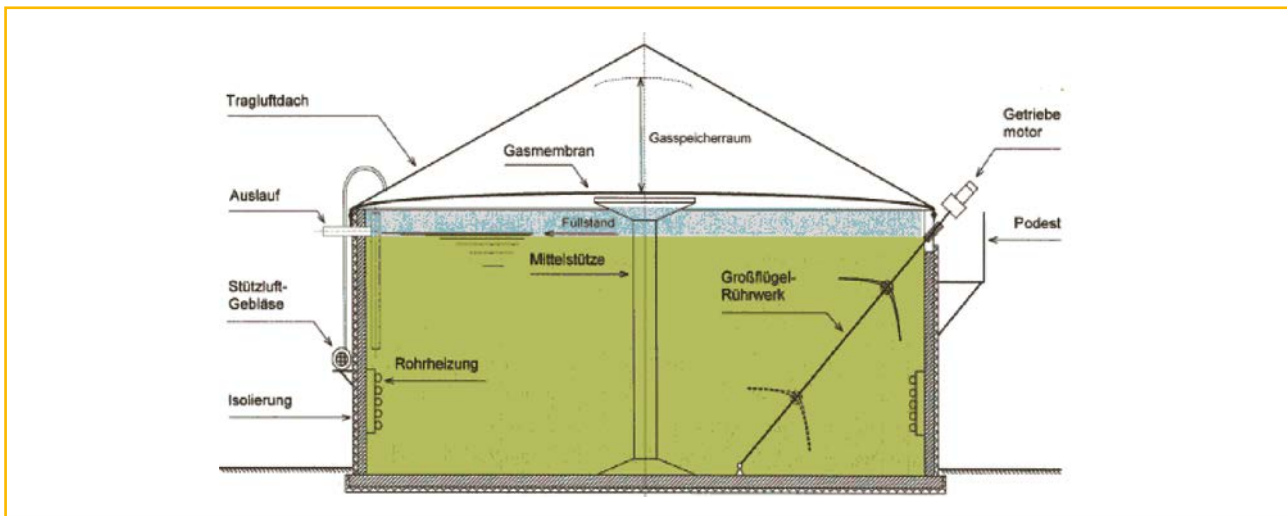 Tragluftdach
Getriebe
motor
Gasspeicherraum
Gasmembran
Auslauf
Füllstand
Podest
Mittelstütze
Großflügel-
Rührwerk
Stützluft-
Gebläse
Rohrheizung
Isolierung